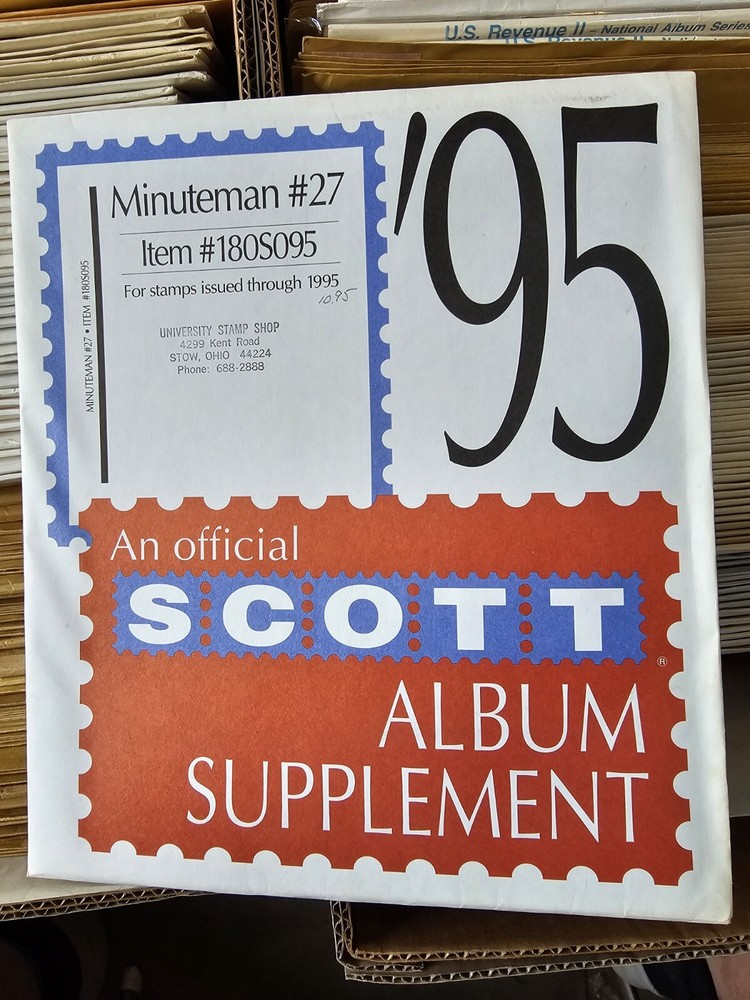 U.S. Revenue II – National Album Series
Minuteman #27
Item #180S095
For stamps issued through 1995
10.95
MINUTEMAN #27 • ITEM #180S095
UNIVERSITY STAMP SHOP
4299 Kent Road
STOW, OHIO 44224
Phone: 688-2888
'95
An official
SCOTT®
ALBUM
SUPPLEMENT